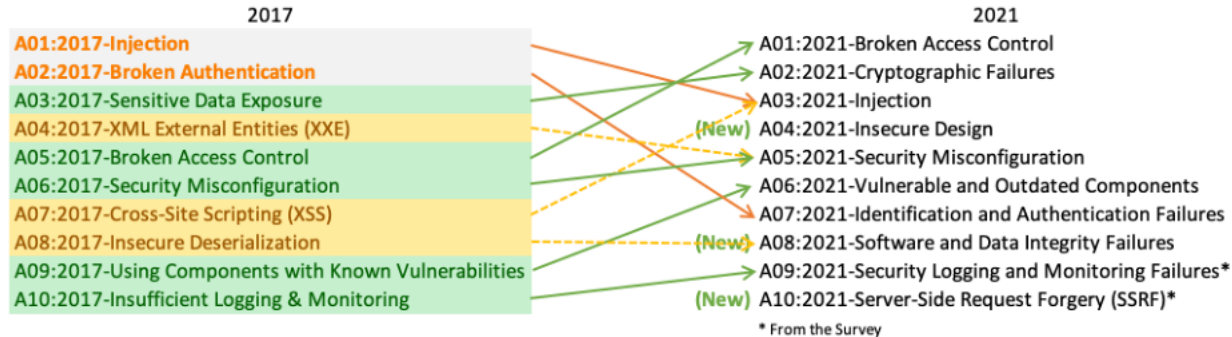 2017
A01:2017-Injection
A02:2017-Broken Authentication
A03:2017-Sensitive Data Exposure
A04:2017-XML External Entities (XXE)
A05:2017-Broken Access Control
A06:2017-Security Misconfiguration
A07:2017-Cross-Site Scripting (XSS)
A08:2017-Insecure Deserialization
A09:2017-Using Components with Known Vulnerabilities
A10:2017-Insufficient Logging & Monitoring
2021
A01:2021-Broken Access Control
A02:2021-Cryptographic Failures
A03:2021-Injection
(New) A04:2021-Insecure Design
A05:2021-Security Misconfiguration
A06:2021-Vulnerable and Outdated Components
A07:2021-Identification and Authentication Failures
(New) A08:2021-Software and Data Integrity Failures
A09:2021-Security Logging and Monitoring Failures*
(New) A10:2021-Server-Side Request Forgery (SSRF)*
* From the Survey